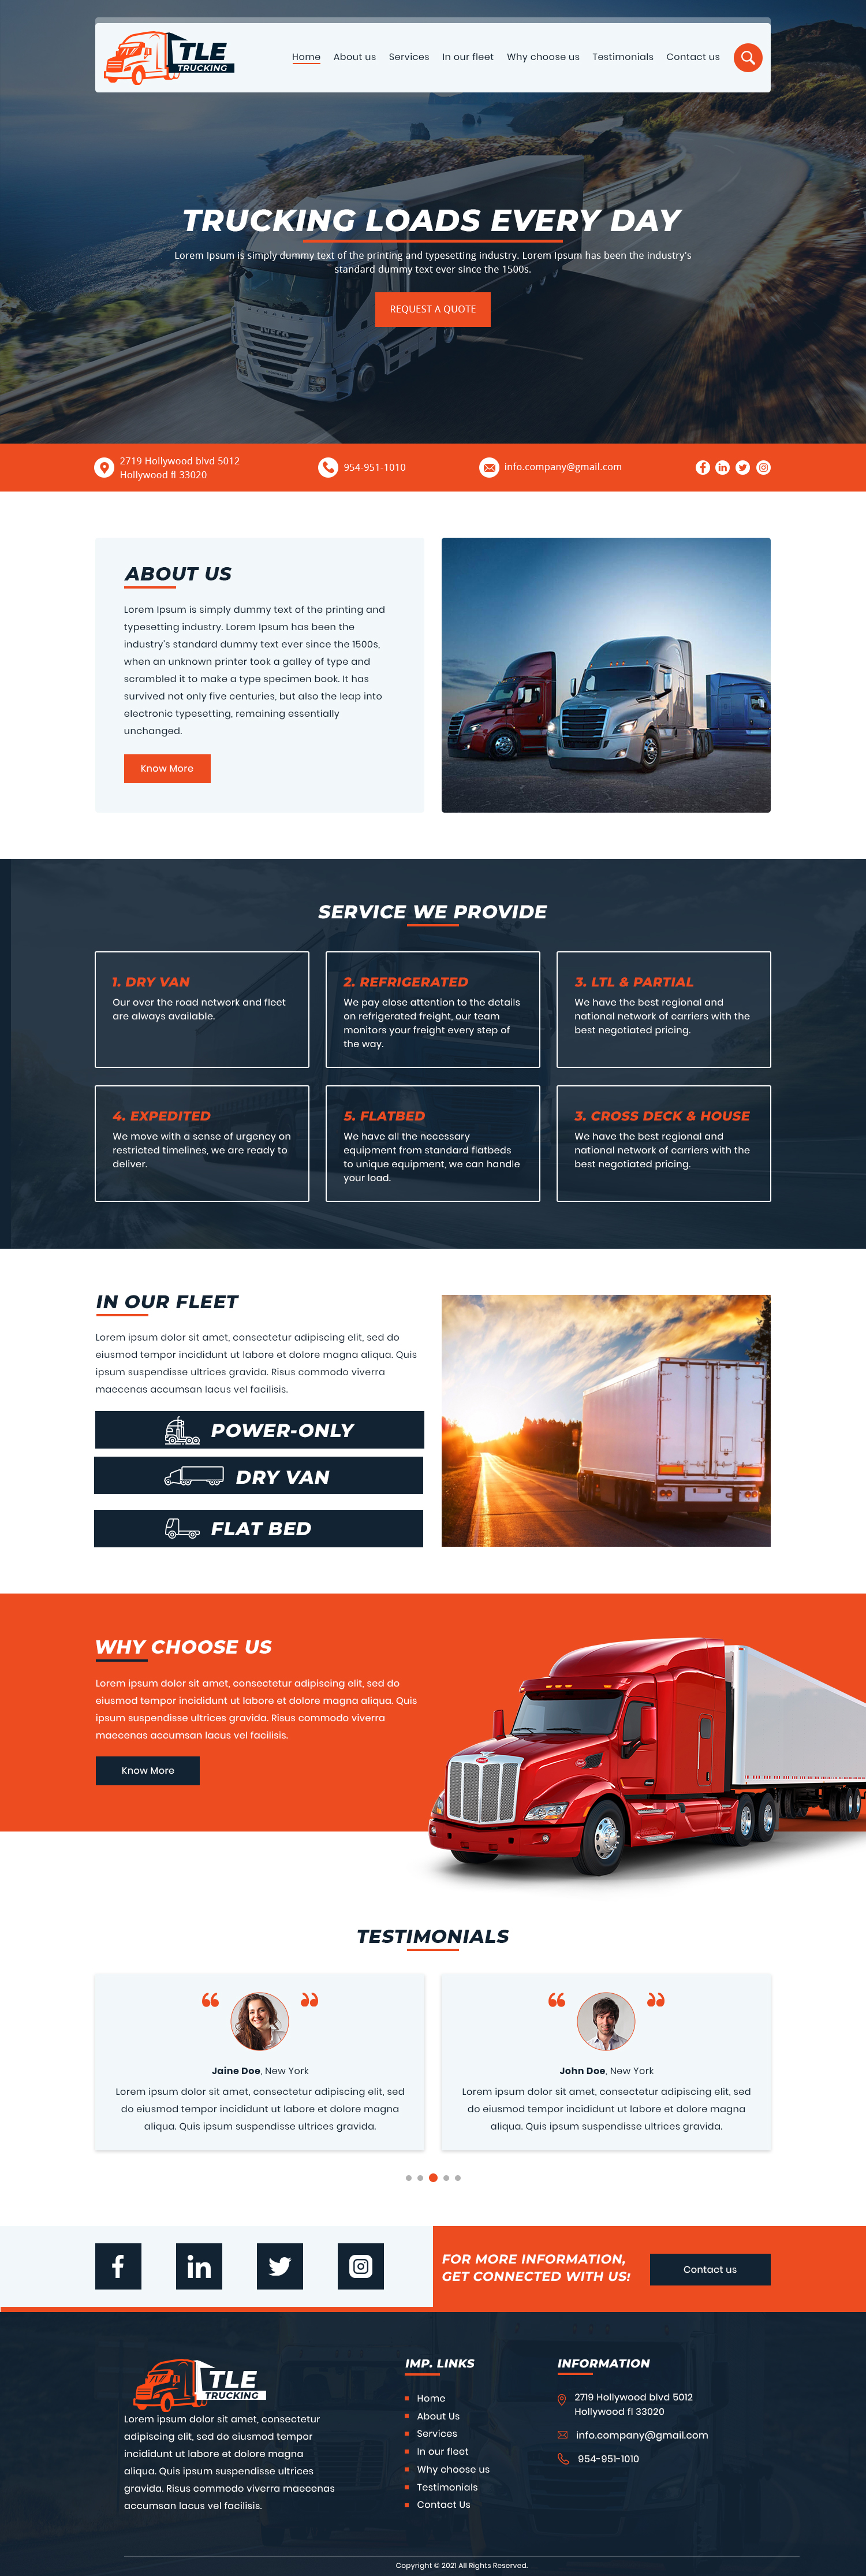 TLE
TRUCKING
Home About us Services In our fleet Why choose us Testimonials Contact us
TRUCKING LOADS EVERY DAY
Lorem Ipsum is simply dummy text of the printing and typesetting industry. Lorem Ipsum has been the industry's
standard dummy text ever since the 1500s.
IVECO
REQUEST A QUOTE
2719 Hollywood blvd 5012
Hollywood fl 33020
954-951-1010
info.company@gmail.com
ABOUT US
Lorem Ipsum is simply dummy text of the printing and
typesetting industry. Lorem Ipsum has been the
industry's standard dummy text ever since the 1500s,
when an unknown printer took a galley of type and
scrambled it to make a type specimen book. It has
survived not only five centuries, but also the leap into
electronic typesetting, remaining essentially
unchanged.
Know More
SERVICE WE PROVIDE
1. DRY VAN
Our over the road network and fleet
are always available.
2. REFRIGERATED
We pay close attention to the details
on refrigerated freight, our team
monitors your freight every step of
the way.
3. LTL & PARTIAL
We have the best regional and
national network of carriers with the
best negotiated pricing.
4. EXPEDITED
We move with a sense of urgency on
restricted timelines, we are ready to
deliver.
5. FLATBED
We have all the necessary
equipment from standard flatbeds
to unique equipment, we can handle
your load.
3. CROSS DECK & HOUSE
We have the best regional and
national network of carriers with the
best negotiated pricing.
IN OUR FLEET
Lorem ipsum dolor sit amet, consectetur adipiscing elit, sed do
eiusmod tempor incididunt ut labore et dolore magna aliqua. Quis
ipsum suspendisse ultrices gravida. Risus commodo viverra
maecenas accumsan lacus vel facilisis.
POWER-ONLY
DRY VAN
FLAT BED
WHY CHOOSE US
Lorem ipsum dolor sit amet, consectetur adipiscing elit, sed do
eiusmod tempor incididunt ut labore et dolore magna aliqua. Quis
ipsum suspendisse ultrices gravida. Risus commodo viverra
maecenas accumsan lacus vel facilisis.
Know More
TESTIMONIALS
Jaine Doe, New York
Lorem ipsum dolor sit amet, consectetur adipiscing elit, sed
do eiusmod tempor incididunt ut labore et dolore magna
aliqua. Quis ipsum suspendisse ultrices gravida.
John Doe, New York
Lorem ipsum dolor sit amet, consectetur adipiscing elit, sed
do eiusmod tempor incididunt ut labore et dolore magna
aliqua. Quis ipsum suspendisse ultrices gravida.
FOR MORE INFORMATION,
GET CONNECTED WITH US!
Contact us
TLE
TRUCKING
Lorem ipsum dolor sit amet, consectetur
adipiscing elit, sed do eiusmod tempor
incididunt ut labore et dolore magna
aliqua. Quis ipsum suspendisse ultrices
gravida. Risus commodo viverra maecenas
accumsan lacus vel facilisis.
IMP. LINKS
Home
About Us
Services
In our fleet
Why choose us
Testimonials
Contact Us
INFORMATION
2719 Hollywood blvd 5012
Hollywood fl 33020
info.company@gmail.com
954-951-1010
Copyright © 2021 All Rights Reserved.